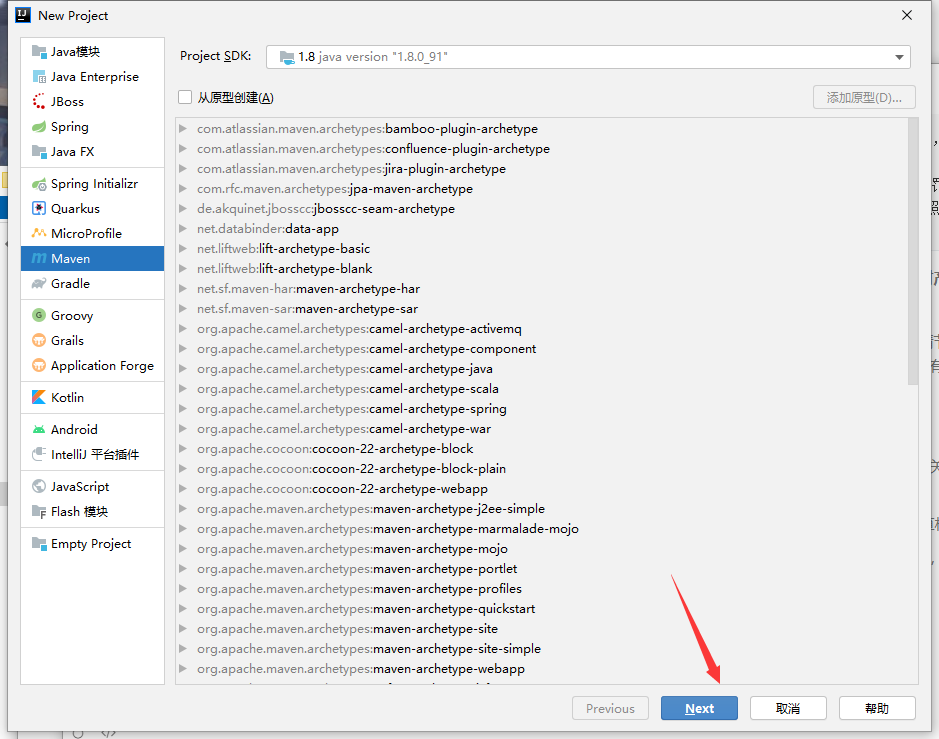 New Project
Java模块
Java Enterprise
JBoss
Spring
Java FX
Spring Initializr
Quarkus
MicroProfile
Maven
Gradle
Groovy
Grails
Application Forge
Kotlin
Android
IntelliJ 平台插件
JavaScript
Flash 模块
Empty Project
Project SDK: 1.8 java version "1.8.0_91"
从原型创建(A) 添加原型(D)...
com.atlassian.maven.archetypes:bamboo-plugin-archetype
com.atlassian.maven.archetypes:confluence-plugin-archetype
com.atlassian.maven.archetypes:jira-plugin-archetype
com.rfc.maven.archetypes:jpa-maven-archetype
de.akquinet.jbosscc:jbosscc-seam-archetype
net.databinder:data-app
net.liftweb:lift-archetype-basic
net.liftweb:lift-archetype-blank
net.sf.maven-har:maven-archetype-har
net.sf.maven-sar:maven-archetype-sar
org.apache.camel.archetypes:camel-archetype-activemq
org.apache.camel.archetypes:camel-archetype-component
org.apache.camel.archetypes:camel-archetype-java
org.apache.camel.archetypes:camel-archetype-scala
org.apache.camel.archetypes:camel-archetype-spring
org.apache.camel.archetypes:camel-archetype-war
org.apache.cocoon:cocoon-22-archetype-block
org.apache.cocoon:cocoon-22-archetype-block-plain
org.apache.cocoon:cocoon-22-archetype-webapp
org.apache.maven.archetypes:maven-archetype-j2ee-simple
org.apache.maven.archetypes:maven-archetype-marmalade-mojo
org.apache.maven.archetypes:maven-archetype-mojo
org.apache.maven.archetypes:maven-archetype-portlet
org.apache.maven.archetypes:maven-archetype-profiles
org.apache.maven.archetypes:maven-archetype-quickstart
org.apache.maven.archetypes:maven-archetype-site
org.apache.maven.archetypes:maven-archetype-site-simple
org.apache.maven.archetypes:maven-archetype-webapp
Previous Next 取消 帮助